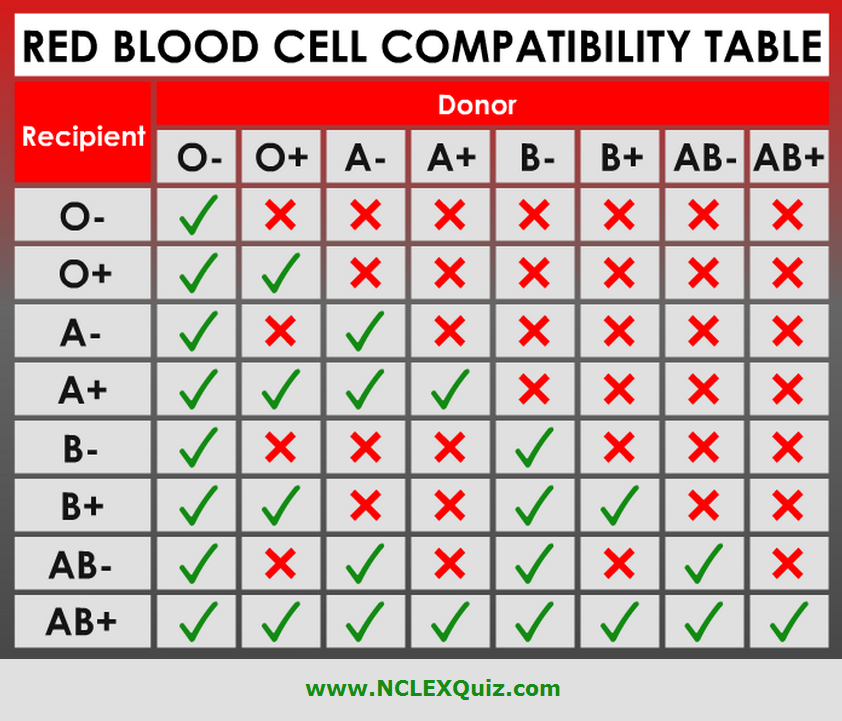 RED BLOOD CELL COMPATIBILITY TABLE
Recipient
Donor
O- O+ A- A+ B- B+ AB- AB+
O-
O+
A-
A+
B-
B+
AB-
AB+
www.NCLEXQuiz.com